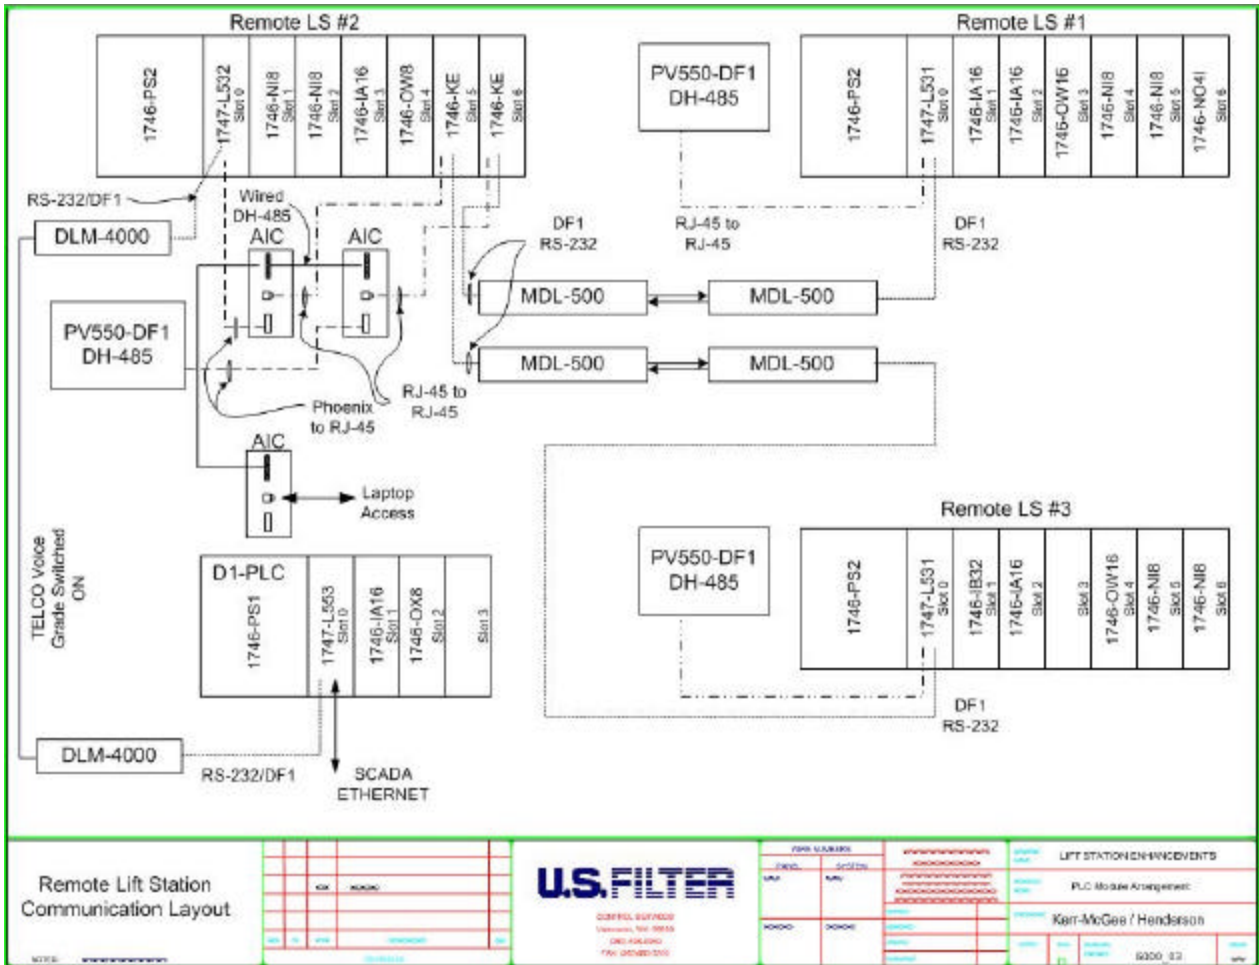 Remote LS #2
1746-PS2
1747-L532
Slot 0
1746-NI8
Slot 1
1746-NI8
Slot 2
1746-IA16
Slot 3
1746-OW8
Slot 4
1746-KE
Slot 5
1746-KE
Slot 6
PV550-DF1
DH-485
Remote LS #1
1746-PS2
1747-L531
Slot 0
1746-IA16
Slot 1
1746-IA16
Slot 2
1746-OW16
Slot 3
1746-NI8
Slot 4
1746-NI8
Slot 5
1746-NO4I
Slot 6
RS-232/DF1
DLM-4000
Wired
DH-485
AIC
AIC
DF1
RS-232
RJ-45 to
RJ-45
DF1
RS-232
MDL-500
MDL-500
PV550-DF1
DH-485
MDL-500
MDL-500
Phoenix
to RJ-45
RJ-45 to
RJ-45
AIC
Laptop
Access
TELCO Voice
Grade Switched
ON
D1-PLC
1746-PS1
1747-L553
Slot 0
1746-IA16
Slot 1
1746-OX8
Slot 2
Slot 3
PV550-DF1
DH-485
Remote LS #3
1746-PS2
1747-L531
Slot 0
1746-IB32
Slot 1
1746-IA16
Slot 2
Slot 3
1746-OW16
Slot 4
1746-NI8
Slot 5
1746-NI8
Slot 6
DF1
RS-232
DLM-4000
RS-232/DF1
SCADA
ETHERNET
Remote Lift Station
Communication Layout
U.S.FILTER
LIFT STATION ENHANCEMENTS
PLC Module Arrangement
Kerr-McGee / Henderson